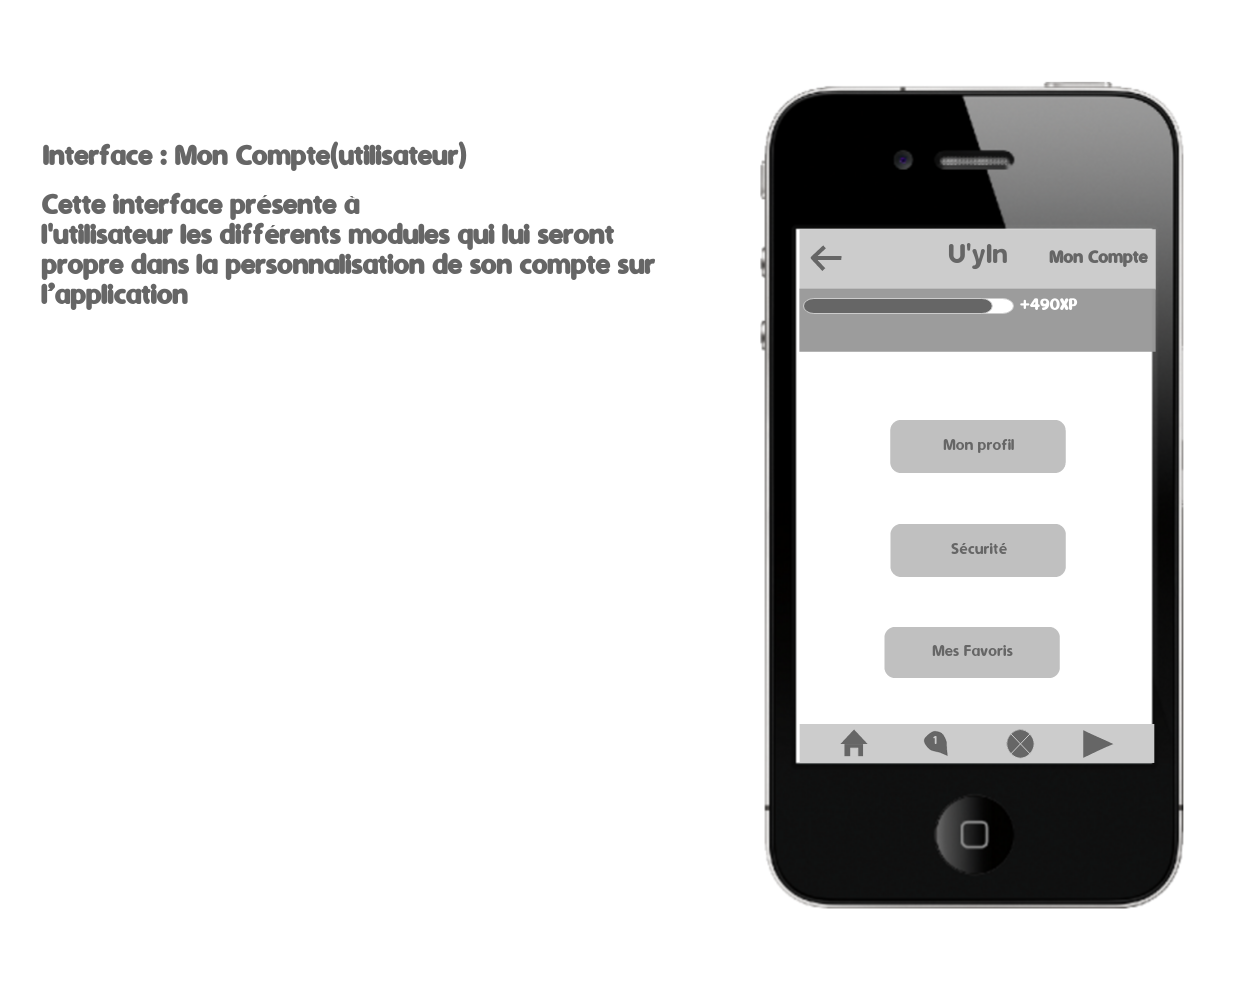 Interface : Mon Compte(utilisateur)
Cette interface présente à
l'utilisateur les différents modules qui lui seront
propre dans la personnalisation de son compte sur
l’application
U'yIn
Mon Compte
+490XP
Mon profil
Sécurité
Mes Favoris
1